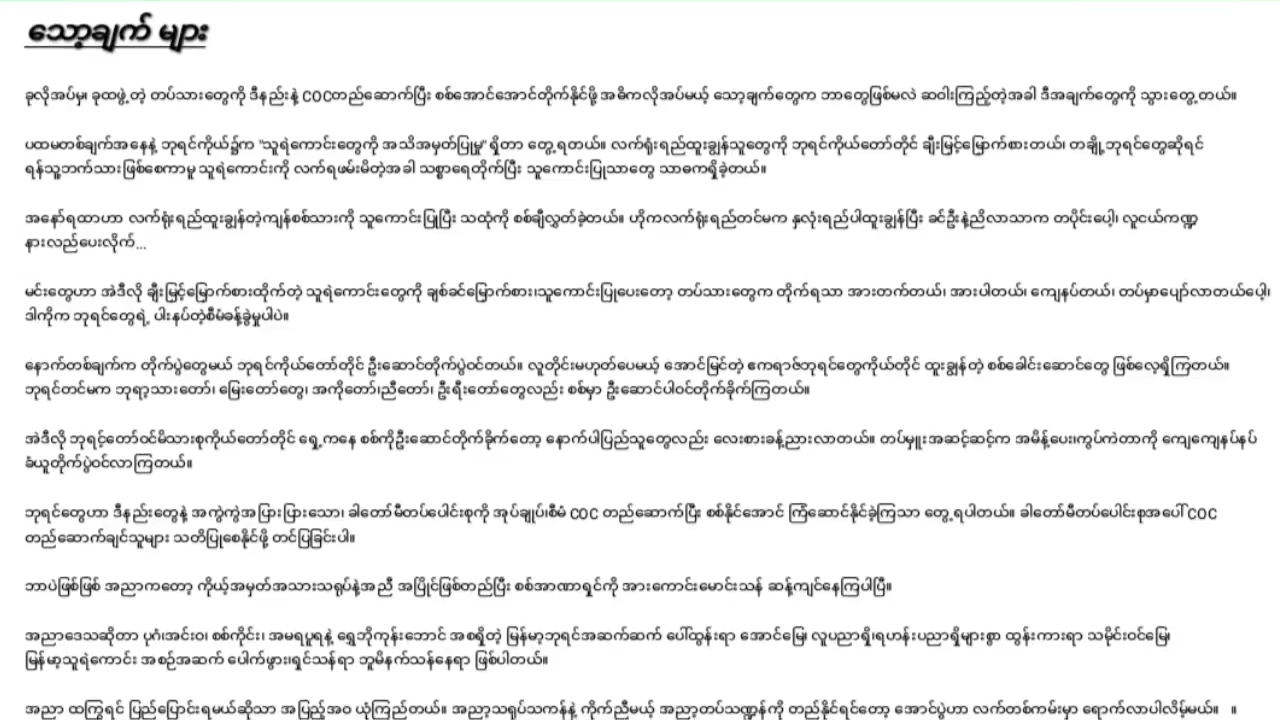 သော့ချက် များ
ခုလိုအပ်မှ၊ ခုထဖွဲ့တဲ့ တပ်သားတွေကို ဒီနည်းနဲ့ COCတည်ဆောက်ပြီး စစ်အောင်အောင်တိုက်နိုင်ဖို့ အဓိကလိုအပ်မယ့် သော့ချက်တွေက ဘာတွေဖြစ်မလဲ ဆဝါးကြည့်တဲ့အခါ ဒီအချက်တွေကို သွားတွေ့တယ်။
ပထမတစ်ချက်အနေနဲ့ ဘုရင်ကိုယ်၌က "သူရဲကောင်းတွေကို အသိအမှတ်ပြုမှု" ရှိတာ တွေ့ရတယ်။ လက်ရုံးရည်ထူးချွန်သူတွေကို ဘုရင်ကိုယ်တော်တိုင် ချီးမြှင့်မြှောက်စားတယ်၊ တချို့ဘုရင်တွေဆိုရင်
ရန်သူ့ဘက်သားဖြစ်စေကာမူ သူရဲကောင်းကို လက်ရဖမ်းမိတဲ့အခါ သစ္စာရေတိုက်ပြီး သူကောင်းပြုသာတွေ သာဓကရှိခဲ့တယ်။
အနော်ရထာဟာ လက်ရုံးရည်ထူးချွန်တဲ့ကျန်စစ်သားကို သူကောင်းပြုပြီး သထုံကို စစ်ချီလွှတ်ခဲ့တယ်။ ဟိုကလက်ရုံးရည်တင်မက နှလုံးရည်ပါထူးချွန်ပြီး ခင်ဦးနဲ့ညိလာသာက တပိုင်းပေါ့၊ လူငယ်ကဏ္ဍ
နားလည်ပေးလိုက်...
မင်းတွေဟာ အဲဒီလို ချီးမြှင့်မြှောက်စားထိုက်တဲ့ သူရဲကောင်းတွေကို ချစ်ခင်မြှောက်စား၊သူကောင်းပြုပေးတော့ တပ်သားတွေက တိုက်ရသာ အားတက်တယ်၊ အားပါတယ်၊ ကျေနပ်တယ်၊ တပ်မှာပျော်လာတယ်ပေါ့၊
ဒါကိုက ဘုရင်တွေရဲ့ ပါးနပ်တဲ့စီမံခန့်ခွဲမှုပါပဲ။
နောက်တစ်ချက်က တိုက်ပွဲတွေမယ် ဘုရင်ကိုယ်တော်တိုင် ဦးဆောင်တိုက်ပွဲဝင်တယ်။ လူတိုင်းမဟုတ်ပေမယ့် အောင်မြင်တဲ့ ဧကရာဇ်ဘုရင်တွေကိုယ်တိုင် ထူးချွန်တဲ့ စစ်ခေါင်းဆောင်တွေ ဖြစ်လေ့ရှိကြတယ်။
ဘုရင်တင်မက ဘုရာ့သားတော်၊ မြေးတော်တွေ၊ အကိုတော်၊ညီတော်၊ ဦးရီးတော်တွေလည်း စစ်မှာ ဦးဆောင်ပါဝင်တိုက်ခိုက်ကြတယ်။
အဲဒီလို ဘုရင့်တော်ဝင်မိသားစုကိုယ်တော်တိုင် ရှေ့ကနေ စစ်ကိုဦးဆောင်တိုက်ခိုက်တော့ နောက်ပါပြည်သူတွေလည်း လေးစားခန့်ညားလာတယ်။ တပ်မှူးအဆင့်ဆင့်က အမိန့်ပေး၊ကွပ်ကဲတာကို ကျေကျေနပ်နပ်
ခံယူတိုက်ပွဲဝင်လာကြတယ်။
ဘုရင်တွေဟာ ဒီနည်းတွေနဲ့ အကွဲကွဲအပြားပြားသော၊ ခါတော်မီတပ်ပေါင်းစုကို အုပ်ချုပ်၊စီမံ COC တည်ဆောက်ပြီး စစ်နိုင်အောင် ကြံဆောင်နိုင်ခဲ့ကြသာ တွေ့ရပါတယ်။ ခါတော်မီတပ်ပေါင်းစုအပေါ် COC
တည်ဆောက်ချင်သူများ သတိပြုစေနိုင်ဖို့ တင်ပြခြင်းပါ။
ဘာပဲဖြစ်ဖြစ် အညာကတော့ ကိုယ့်အမှတ်အသားသရုပ်နဲ့အညီ အပြိုင်ဖြစ်တည်ပြီး စစ်အာဏာရှင်ကို အားကောင်းမောင်းသန် ဆန့်ကျင်နေကြပါပြီ။
အညာဒေသဆိုတာ ပုဂံ၊အင်းဝ၊ စစ်ကိုင်း၊ အမရပူရနဲ့ ရွှေဘိုကုန်းဘောင် အစရှိတဲ့ မြန်မာ့ဘုရင်အဆက်ဆက် ပေါ်ထွန်းရာ အောင်မြေ၊ လူပညာရှိ၊ရဟန်းပညာရှိများစွာ ထွန်းကားရာ သမိုင်းဝင်မြေ၊
မြန်မာ့သူရဲကောင်း အစဉ်အဆက် ပေါက်ဖွား၊ရှင်သန်ရာ ဘူမိနက်သန်နေရာ ဖြစ်ပါတယ်။
အညာ ထကြွရင် ပြည်ပြောင်းရမယ်ဆိုသာ အပြည့်အဝ ယုံကြည်တယ်။ အညာ့သရုပ်သကန်နဲ့ ကိုက်ညီမယ့် အညာ့တပ်သဏ္ဌန်ကို တည်နိုင်ရင်တော့ အောင်ပွဲဟာ လက်တစ်ကမ်းမှာ ရောက်လာပါလိမ့်မယ်။ ။